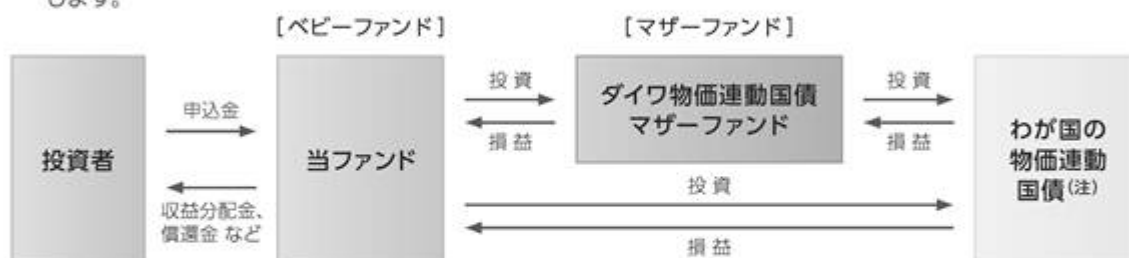 します。
[ベビーファンド]
[マザーファンド]
投資者
申込金
収益分配金、
償還金 など
当ファンド
投資
損益
ダイワ物価連動国債
マザーファンド
投資
損益
投資
損益
わが国の
物価連動
国債(注)